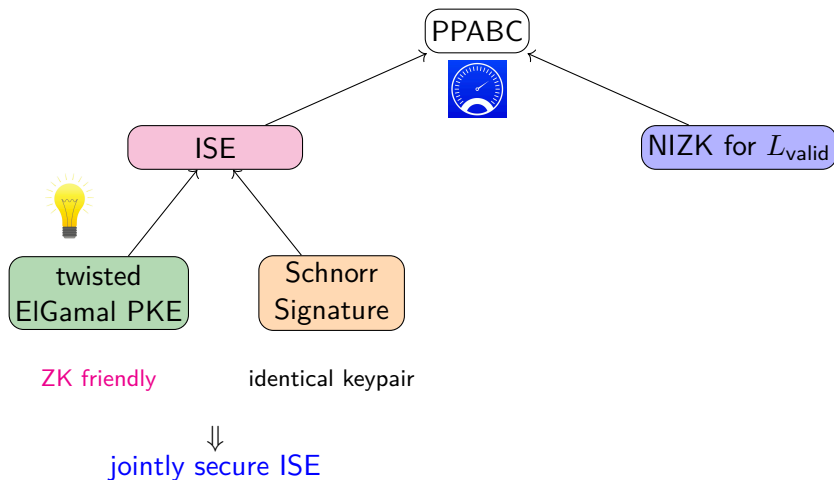 PPABC
ISE
NIZK for L_valid
twisted
ElGamal PKE
Schnorr
Signature
ZK friendly
identical keypair
⇓
jointly secure ISE